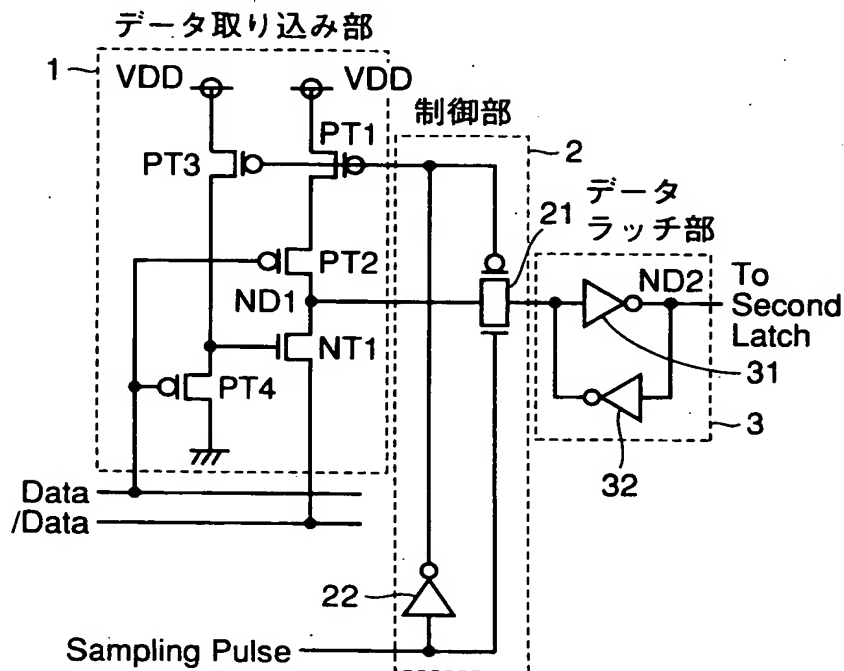 データ取り込み部
1
VDD
VDD
制御部
PT1
2
PT3
データ
ラッチ部
21
PT2
ND1
ND2
To
Second
Latch
NT1
31
PT4
3
32
Data
/Data
22
Sampling Pulse